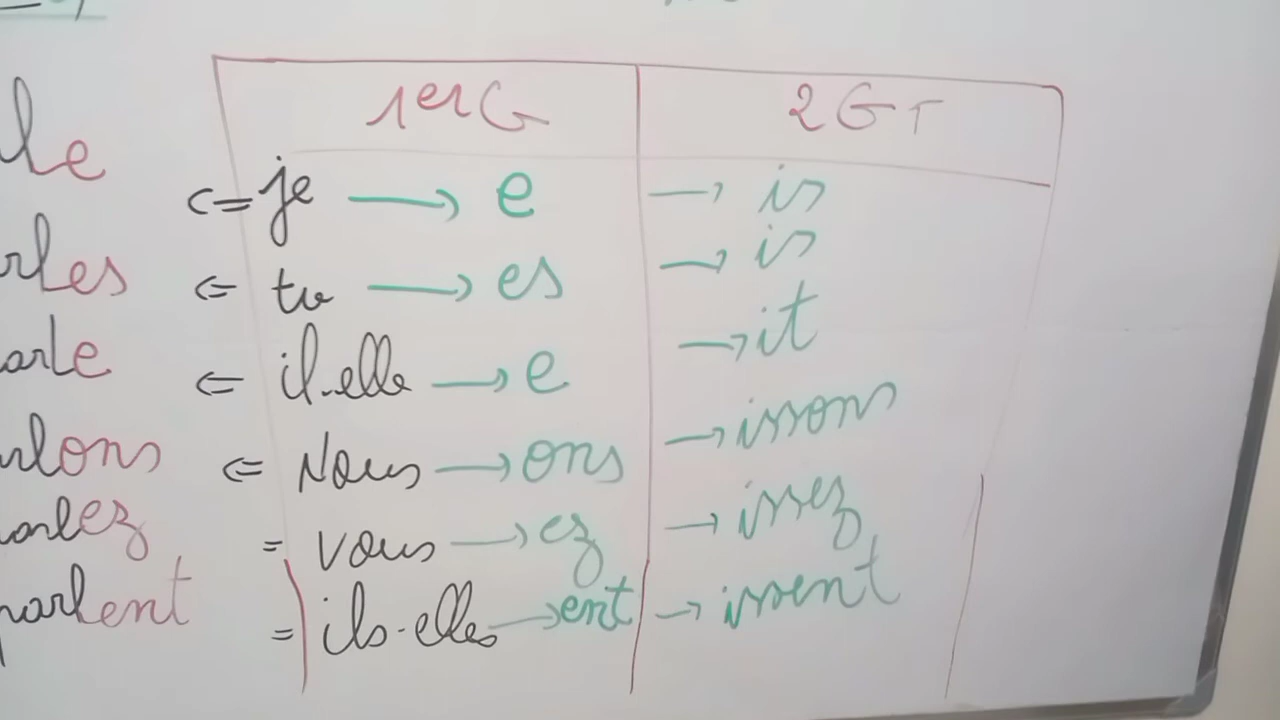 1er G 2 G
le <= je → e → is
rles <= tu → es → is
arle <= il-elle → e → it
rlons <= Nous → ons → issons
arlez = vous → ez → issez
parlent = ils-elles → ent → issent